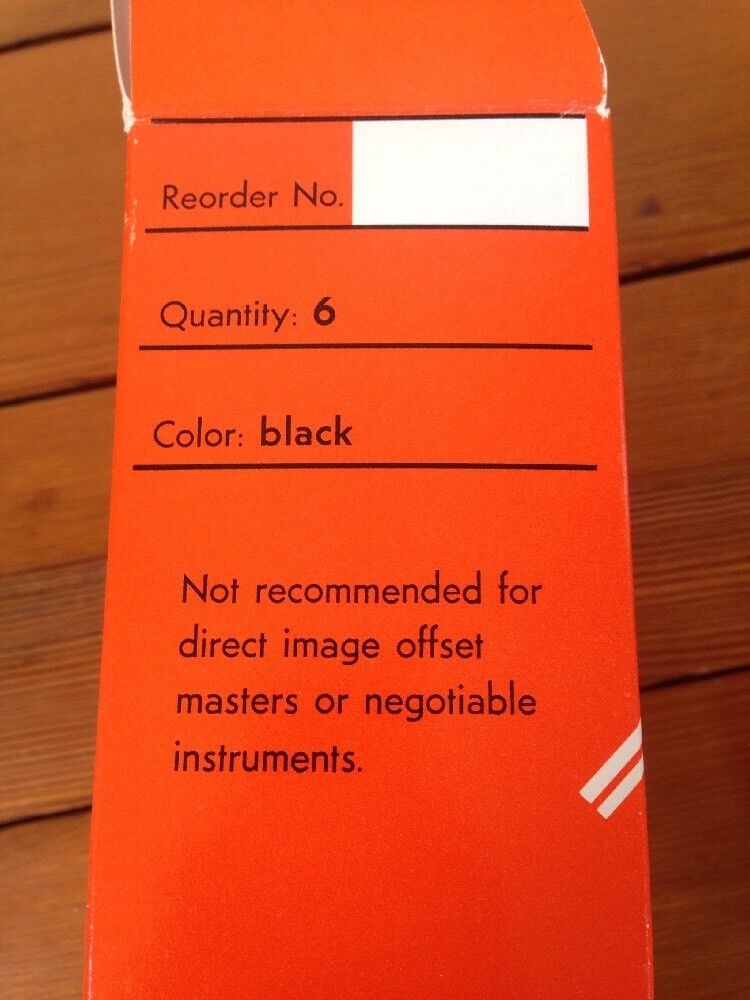 Reorder No.
Quantity: 6
Color: black
Not recommended for
direct image offset
masters or negotiable
instruments.